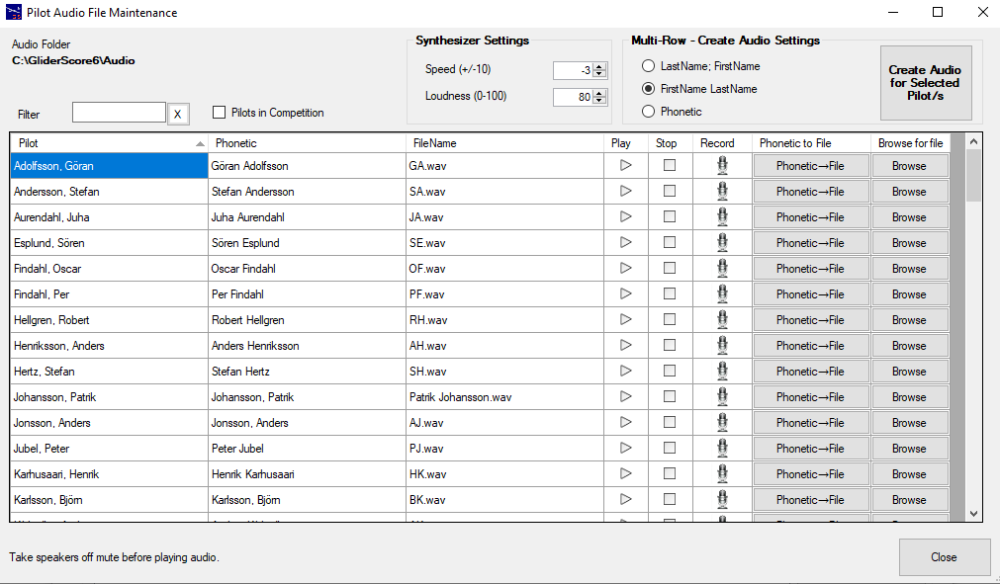 Pilot Audio File Maintenance
Audio Folder
C:\GliderScore6\Audio
Filter
X
Pilots in Competition
Synthesizer Settings
Speed (+/-10)
-3
Loudness (0-100)
80
Multi-Row - Create Audio Settings
LastName; FirstName
FirstName LastName
Phonetic
Create Audio
for Selected
Pilot/s
Pilot Phonetic FileName Play Stop Record Phonetic to File Browse for file
Adolfsson, Göran Göran Adolfsson GA.wav Phonetic→File Browse
Andersson, Stefan Stefan Andersson SA.wav Phonetic→File Browse
Aurendahl, Juha Juha Aurendahl JA.wav Phonetic→File Browse
Esplund, Sören Sören Esplund SE.wav Phonetic→File Browse
Findahl, Oscar Oscar Findahl OF.wav Phonetic→File Browse
Findahl, Per Per Findahl PF.wav Phonetic→File Browse
Hellgren, Robert Robert Hellgren RH.wav Phonetic→File Browse
Henriksson, Anders Anders Henriksson AH.wav Phonetic→File Browse
Hertz, Stefan Stefan Hertz SH.wav Phonetic→File Browse
Johansson, Patrik Johansson, Patrik Patrik Johansson.wav Phonetic→File Browse
Jonsson, Anders Jonsson, Anders AJ.wav Phonetic→File Browse
Jubel, Peter Peter Jubel PJ.wav Phonetic→File Browse
Karhusaari, Henrik Henrik Karhusaari HK.wav Phonetic→File Browse
Karlsson, Björn Karlsson, Björn BK.wav Phonetic→File Browse
Take speakers off mute before playing audio.
Close